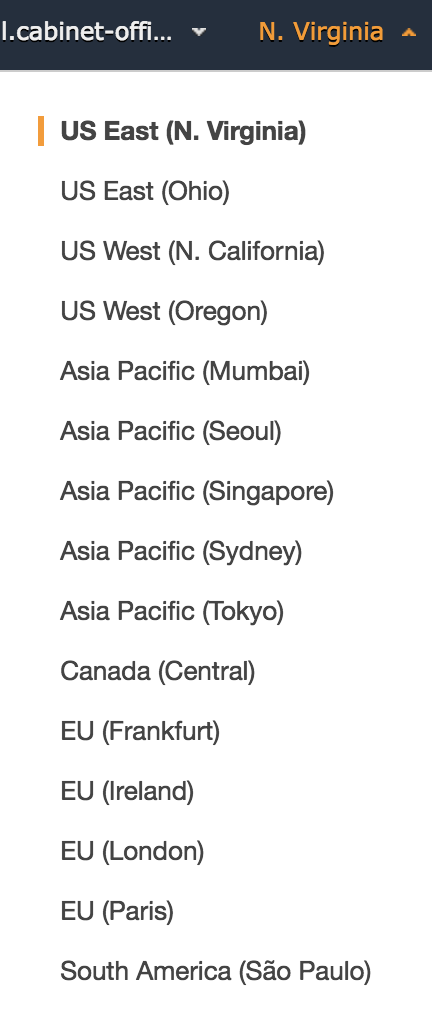 l.cabinet-offi... N. Virginia
US East (N. Virginia)
US East (Ohio)
US West (N. California)
US West (Oregon)
Asia Pacific (Mumbai)
Asia Pacific (Seoul)
Asia Pacific (Singapore)
Asia Pacific (Sydney)
Asia Pacific (Tokyo)
Canada (Central)
EU (Frankfurt)
EU (Ireland)
EU (London)
EU (Paris)
South America (São Paulo)